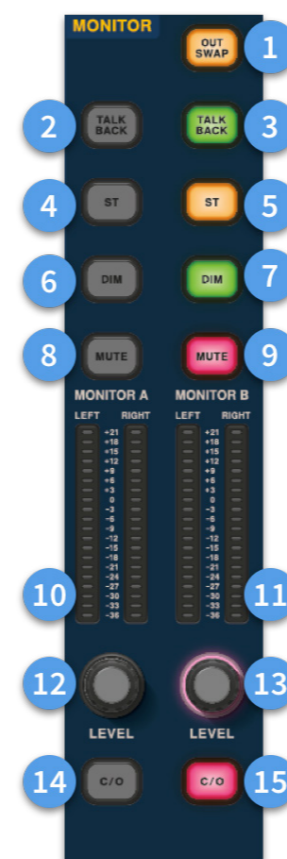 MONITOR
OUT SWAP 1
2 TALK BACK TALK BACK 3
4 ST ST 5
6 DIM DIM 7
8 MUTE MUTE 9
MONITOR A MONITOR B
LEFT RIGHT LEFT RIGHT
+21 +21
+18 +18
+15 +15
+12 +12
+9 +9
+6 +6
+3 +3
0 0
-3 -3
-6 -6
-9 -9
-12 -12
-15 -15
-18 -18
-21 -21
-24 -24
10 -27 -27 11
-30 -30
-33 -33
-36 -36
12 13
LEVEL LEVEL
14 C/O C/O 15